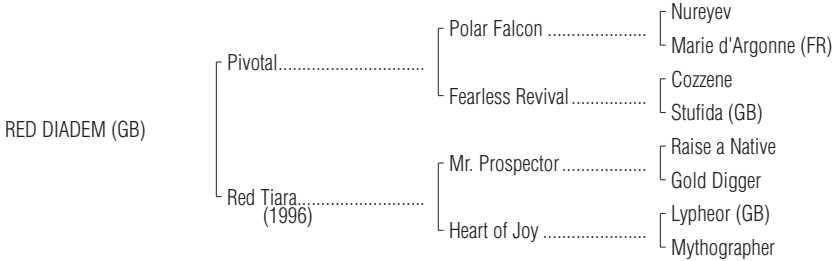 Nureyev
Polar Falcon .....................
Marie d'Argonne (FR)
Pivotal...............................
Cozzene
Fearless Revival................
Stufida (GB)
RED DIADEM (GB)
Raise a Native
Mr. Prospector..................
Gold Digger
Red Tiara...........................
(1996)
Lypheor (GB)
Heart of Joy ......................
Mythographer